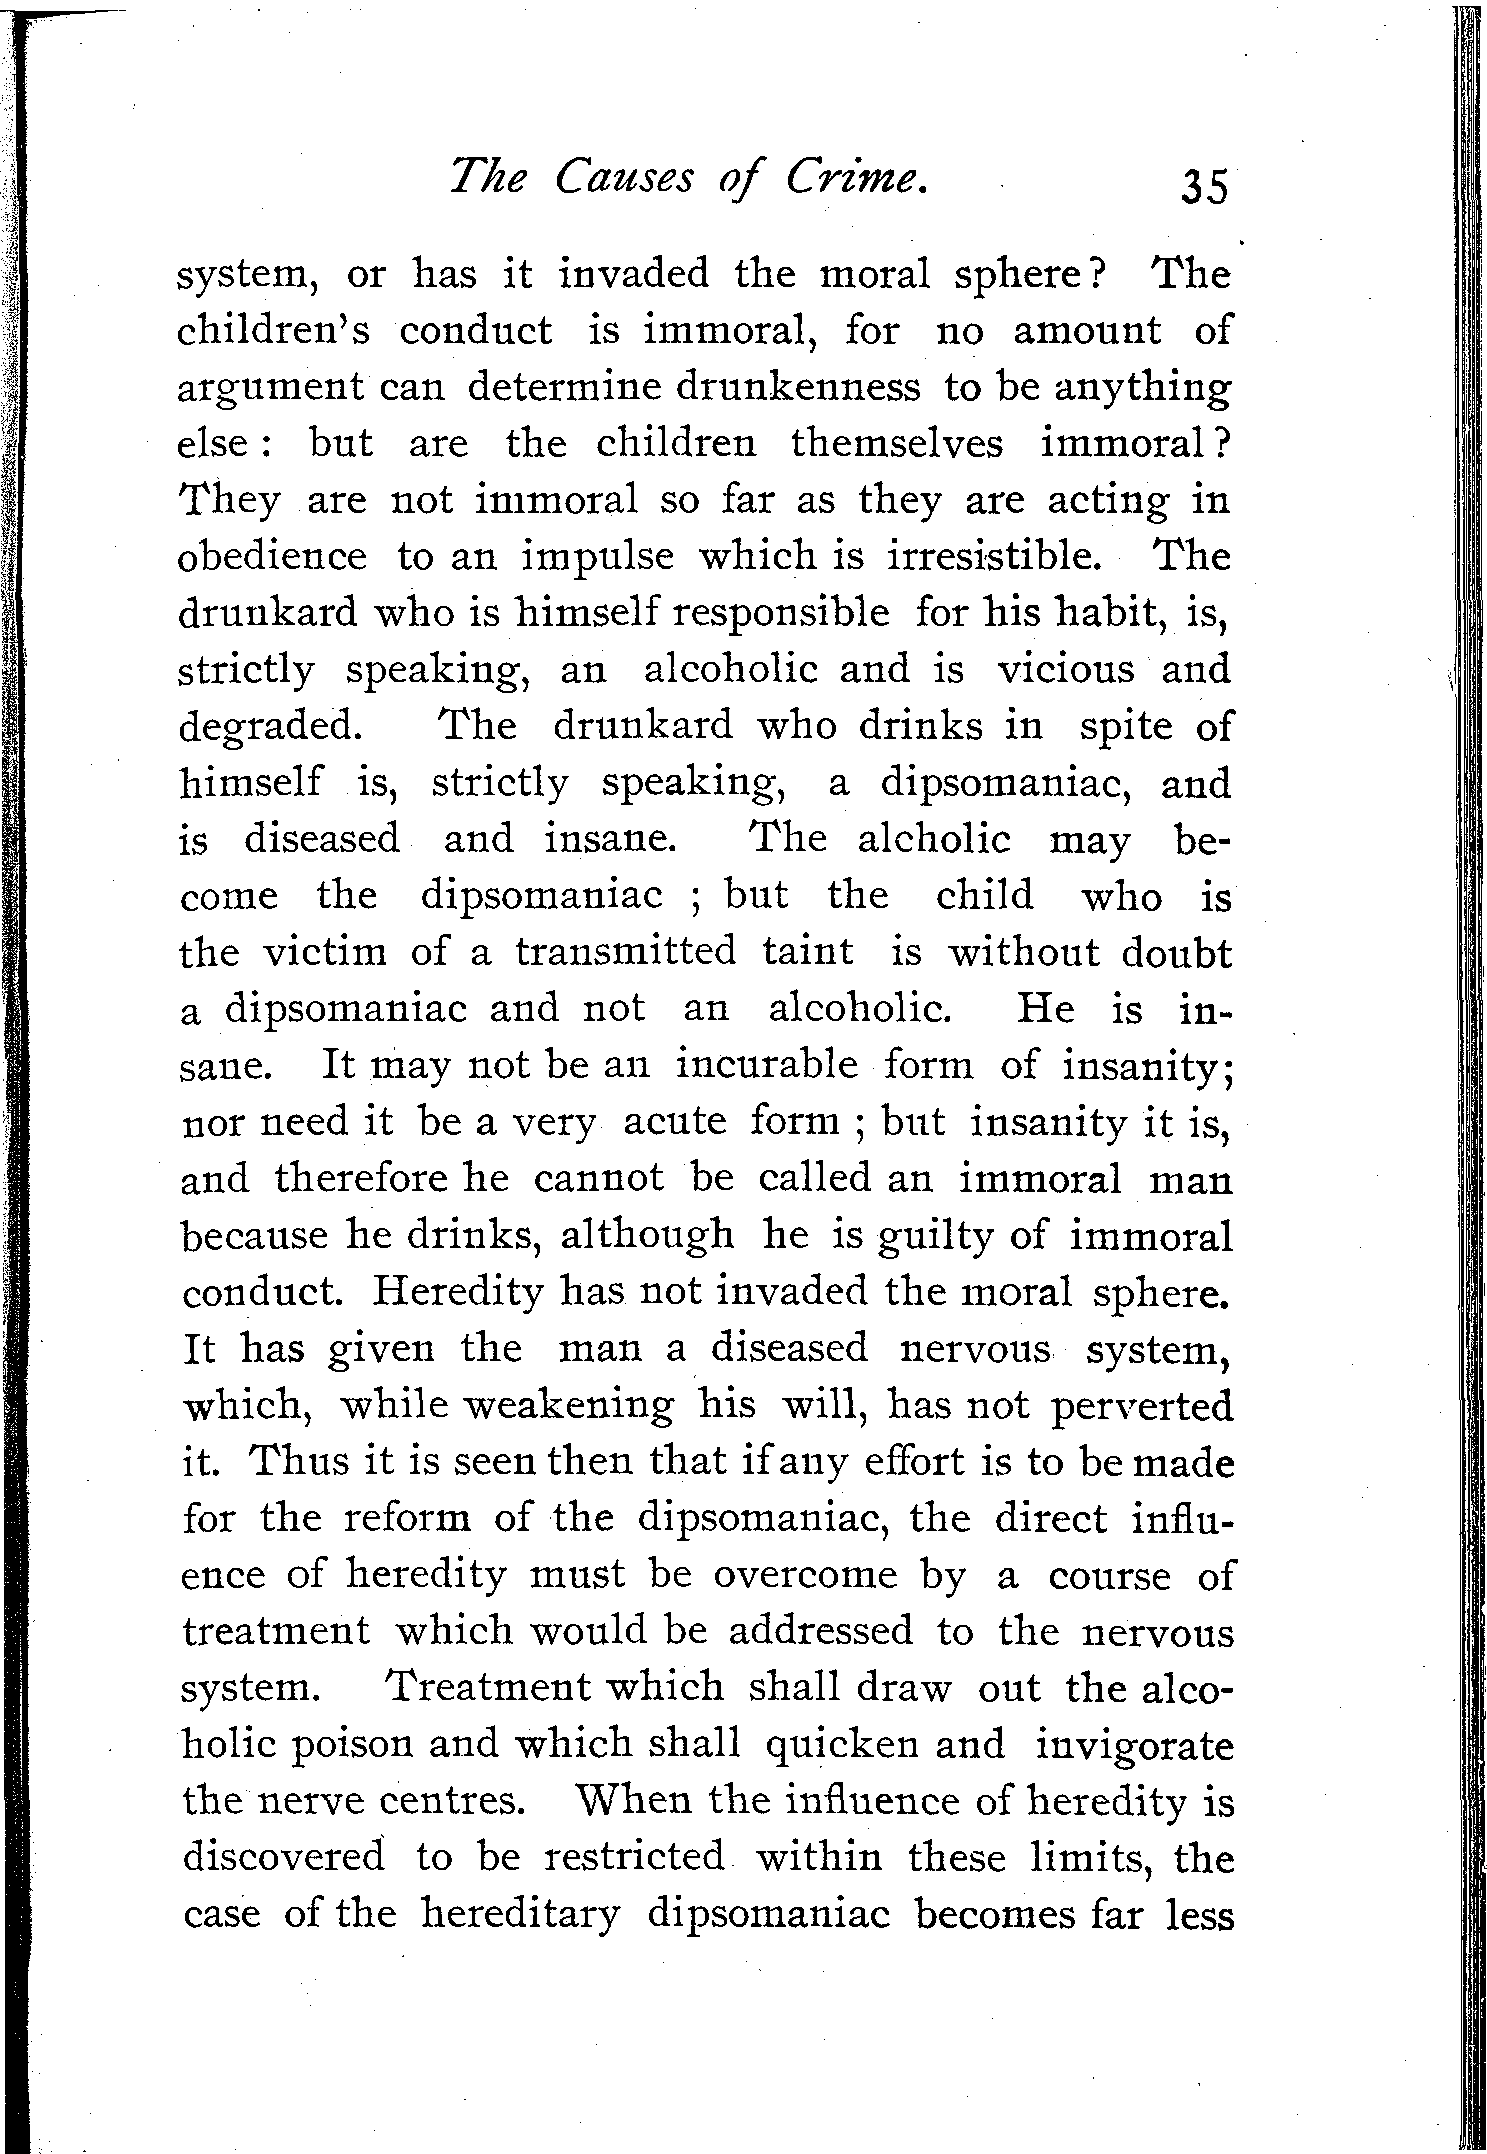 The Causes of Crime. 35
system, or has it invaded the moral sphere? The
children's conduct is immoral, for no amount of
argument can determine drunkenness to be anything
else : but are the children themselves immoral?
They are not immoral so far as they are acting in
obedience to an impulse which is irresistible. The
drunkard who is himself responsible for his habit, is,
strictly speaking, an alcoholic and is vicious and
degraded. The drunkard who drinks in spite of
himself is, strictly speaking, a dipsomaniac, and
is diseased and insane. The alcholic may be-
come the dipsomaniac ; but the child who is
the victim of a transmitted taint is without doubt
a dipsomaniac and not an alcoholic. He is in-
sane. It may not be an incurable form of insanity;
nor need it be a very acute form ; but insanity it is,
and therefore he cannot be called an immoral man
because he drinks, although he is guilty of immoral
conduct. Heredity has not invaded the moral sphere.
It has given the man a diseased nervous system,
which, while weakening his will, has not perverted
it. Thus it is seen then that if any effort is to be made
for the reform of the dipsomaniac, the direct influ-
ence of heredity must be overcome by a course of
treatment which would be addressed to the nervous
system. Treatment which shall draw out the alco-
holic poison and which shall quicken and invigorate
the nerve centres. When the influence of heredity is
discovered to be restricted within these limits, the
case of the hereditary dipsomaniac becomes far less